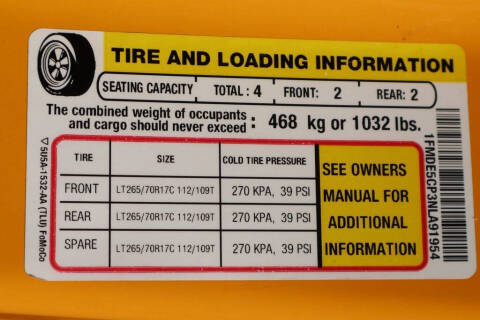 TIRE AND LOADING INFORMATION
SEATING CAPACITY TOTAL : 4 FRONT: 2 REAR: 2
The combined weight of occupants
and cargo should never exceed : 468 kg or 1032 lbs.
TIRE SIZE COLD TIRE PRESSURE
FRONT LT265/70R17C 112/109T 270 KPA, 39 PSI
REAR LT265/70R17C 112/109T 270 KPA, 39 PSI
SPARE LT265/70R17C 112/109T 270 KPA, 39 PSI
SEE OWNERS
MANUAL FOR
ADDITIONAL
INFORMATION
▽ 5U5A-1532-AA (TLU) FoMoCo
1FMDE5CP3NLA91954